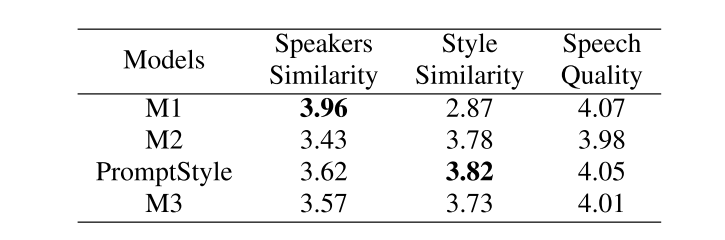 Models Speakers Similarity Style Similarity Speech Quality
M1 3.96 2.87 4.07
M2 3.43 3.78 3.98
PromptStyle 3.62 3.82 4.05
M3 3.57 3.73 4.01